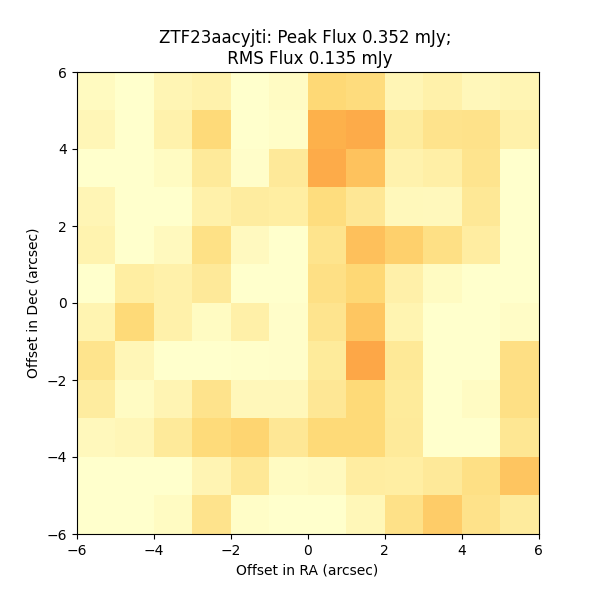 ZTF23aacyjti: Peak Flux 0.352 mJy;
RMS Flux 0.135 mJy
6
4
2
0
−2
−4
−6
Offset in Dec (arcsec)
−6 −4 −2 0 2 4 6
Offset in RA (arcsec)